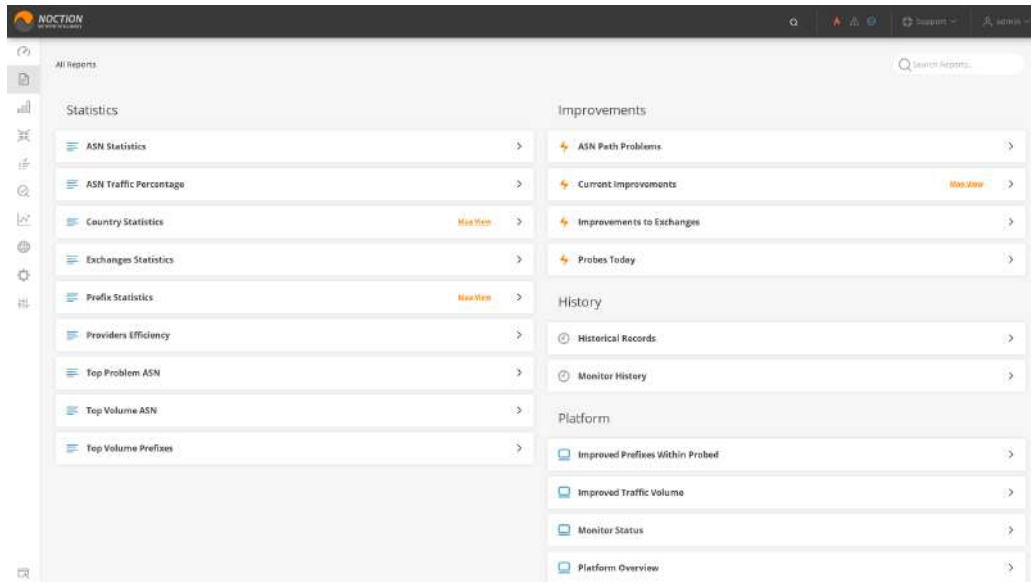 NOCTION
Support
admin
All Reports
Search Reports...
Statistics
ASN Statistics
ASN Traffic Percentage
Country Statistics
Map View
Exchanges Statistics
Prefix Statistics
Map View
Providers Efficiency
Top Problem ASN
Top Volume ASN
Top Volume Prefixes
Improvements
ASN Path Problems
Current Improvements
Map View
Improvements to Exchanges
Probes Today
History
Historical Records
Monitor History
Platform
Improved Prefixes Within Probed
Improved Traffic Volume
Monitor Status
Platform Overview